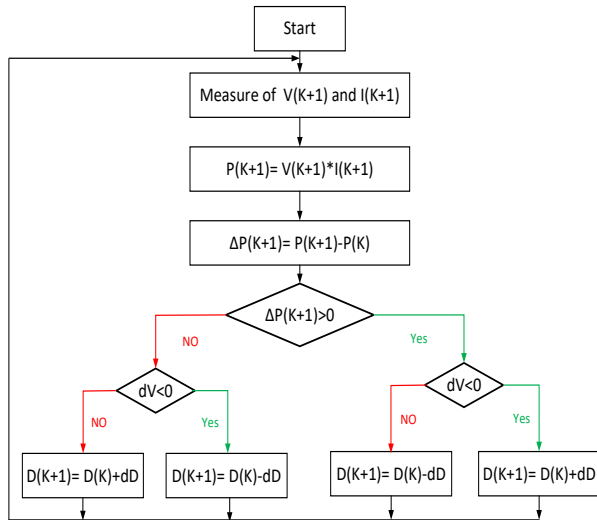 Start
Measure of V(K+1) and I(K+1)
P(K+1)= V(K+1)*I(K+1)
ΔP(K+1)= P(K+1)-P(K)
ΔP(K+1)>0
NO
Yes
dV<0
dV<0
NO
Yes
NO
Yes
D(K+1)= D(K)+dD
D(K+1)= D(K)-dD
D(K+1)= D(K)-dD
D(K+1)= D(K)+dD